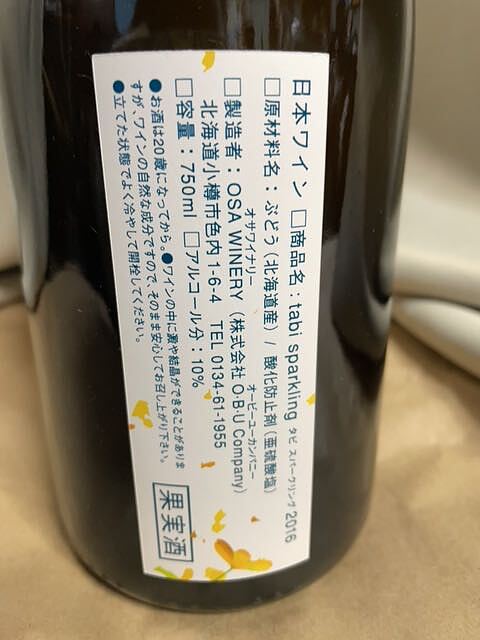 日本ワイン □商品名：tabi sparkling タビ スパークリング 2016
□原材料名：ぶどう（北海道産）/ 酸化防止剤（亜硫酸塩）
オサワイナリー オービーユーカンパニー
□製造者：OSA WINERY（株式会社 O・B・U Company）
北海道小樽市色内 1-6-4 TEL 0134-61-1955
□容量：750ml □アルコール分：10%
●お酒は20歳になってから。●ワインの中に澱や結晶ができることがありま
すが、ワインの自然な成分ですので、そのまま安心してお召し上がり下さい。
●立てた状態でよく冷やして開栓してください。
果実酒